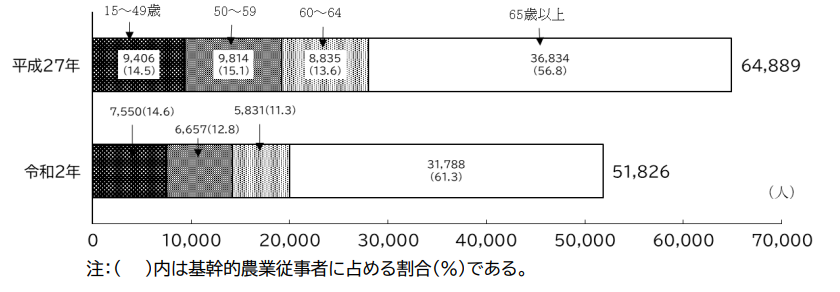 15～49歳 50～59 60～64 65歳以上
平成27年 9,406 9,814 8,835 36,834 64,889
(14.5) (15.1) (13.6) (56.8)
7,550(14.6) 5,831(11.3)
6,657(12.8)
令和2年 31,788 51,826
(61.3)
(人)
0 10,000 20,000 30,000 40,000 50,000 60,000 70,000
注:( )内は基幹的農業従事者に占める割合(%)である。